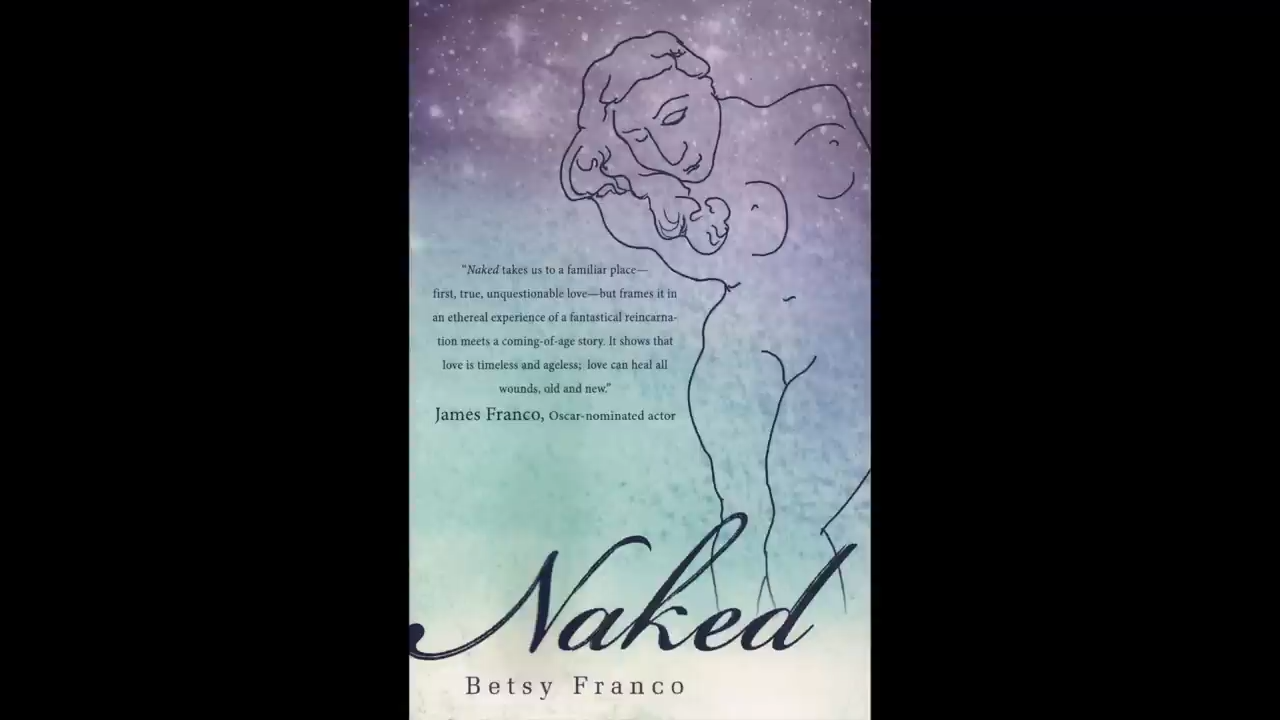 “Naked takes us to a familiar place—
first, true, unquestionable love—but frames it in
an ethereal experience of a fantastical reincarna-
tion meets a coming-of-age story. It shows that
love is timeless and ageless; love can heal all
wounds, old and new.”
James Franco, Oscar-nominated actor
Naked
Betsy Franco